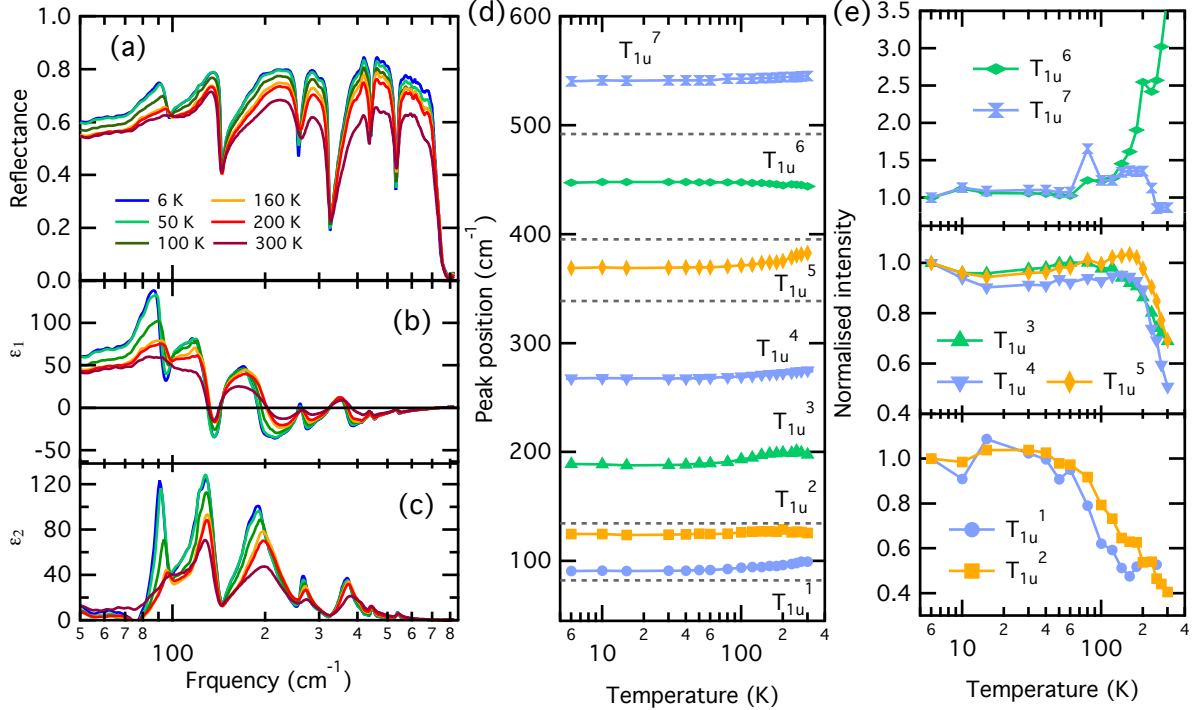 (a)
Reflectance
1.0
0.8
0.6
0.4
0.2
0.0
6 K
50 K
100 K
160 K
200 K
300 K
(b)
ε1
100
50
0
-50
(c)
ε2
120
80
40
0
5 6 7 8 100 2 3 4 5 6 7 8
Frquency (cm-1)
(d)
Peak position (cm-1)
600
500
400
300
200
100
T1u7
T1u6
T1u5
T1u4
T1u3
T1u2
T1u1
6 10 2 4 6 100 2 4
Temperature (K)
(e)
Normalised intensity
3.5
3.0
2.5
2.0
1.5
1.0
T1u6
T1u7
1.0
0.8
0.6
0.4
T1u3
T1u4 T1u5
1.0
0.8
0.6
0.4
T1u1
T1u2
6 10 2 4 6 100 2 4
Temperature (K)